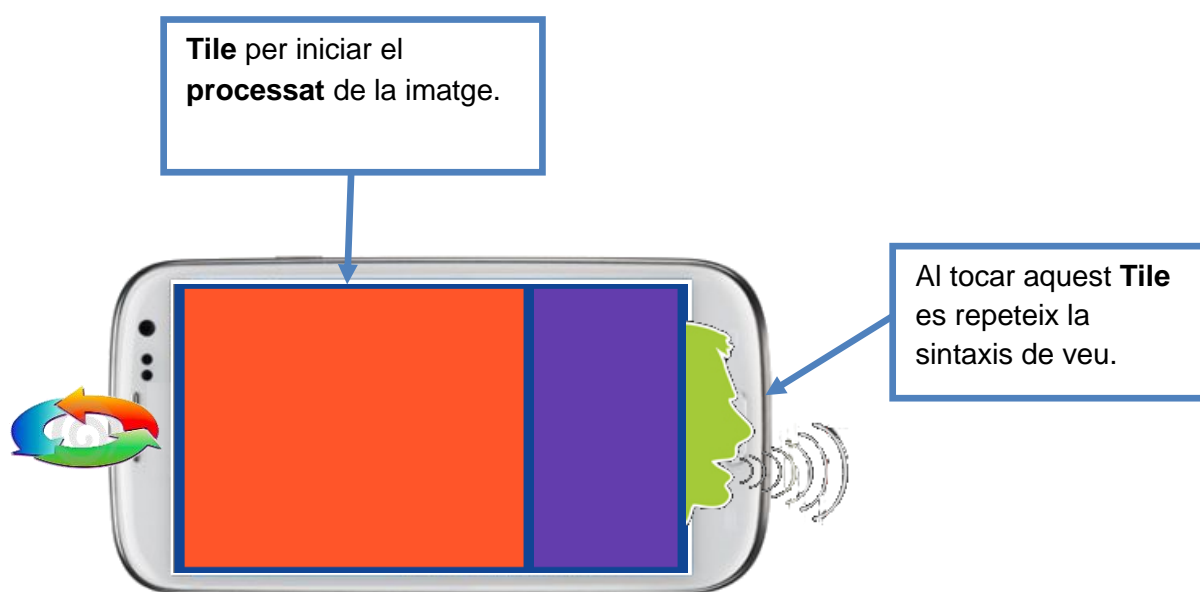 Tile per iniciar el
processat de la imatge.
Al tocar aquest Tile
es repeteix la
sintaxis de veu.